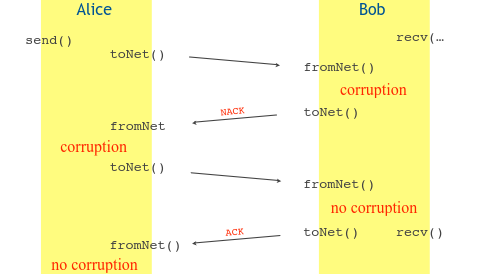 Alice
Bob
send()
recv(…
toNet()
fromNet()
corruption
NACK
toNet()
fromNet
corruption
toNet()
fromNet()
no corruption
ACK
toNet()
recv()
fromNet()
no corruption